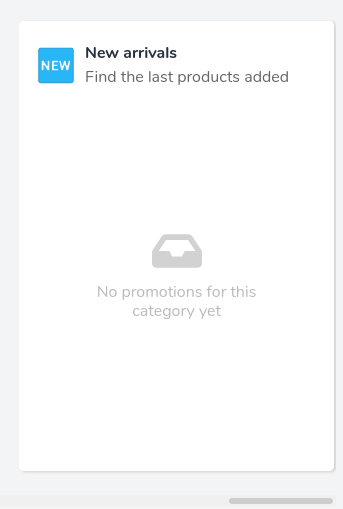 NEW
New arrivals
Find the last products added
No promotions for this
category yet